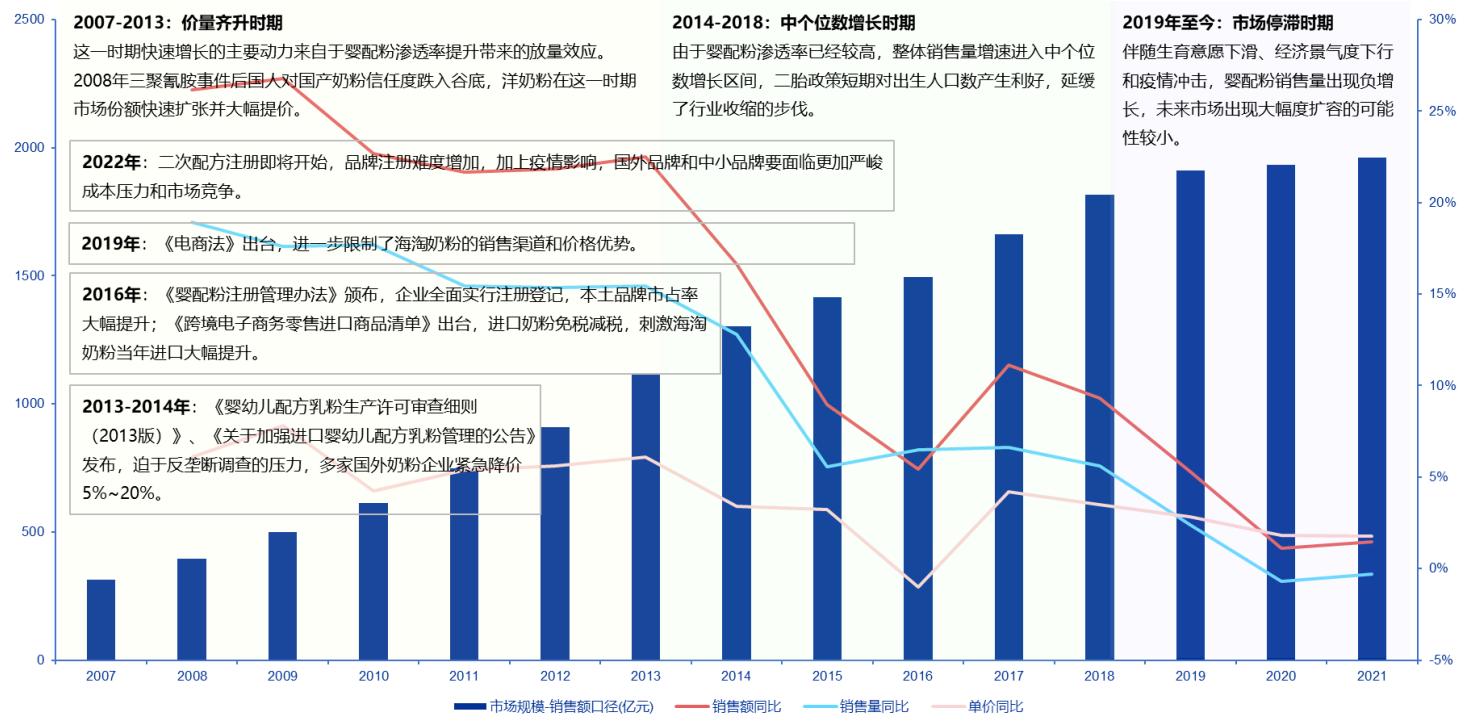 2007-2013：价量齐升时期
这一时期快速增长的主要动力来自于婴配粉渗透率提升带来的放量效应。
2008年三聚氰胺事件后国人对国产奶粉信任度跌入谷底，洋奶粉在这一时期
市场份额快速扩张并大幅提价。
2014-2018：中个位数增长时期
由于婴配粉渗透率已经较高，整体销售量增速进入中个位
数增长区间，二胎政策短期对出生人口数产生利好，延缓
了行业收缩的步伐。
2019年至今：市场停滞时期
伴随生育意愿下滑、经济景气度下行
和疫情冲击，婴配粉销售量出现负增
长，未来市场出现大幅度扩容的可能
性较小。
2022年：二次配方注册即将开始，品牌注册难度增加，加上疫情影响，国外品牌和中小品牌要面临更加严峻
成本压力和市场竞争。
2019年：《电商法》出台，进一步限制了海淘奶粉的销售渠道和价格优势。
2016年：《婴配粉注册管理办法》颁布，企业全面实行注册登记，本土品牌市占率
大幅提升；《跨境电子商务零售进口商品清单》出台，进口奶粉免税减税，刺激海淘
奶粉当年进口大幅提升。
2013-2014年：《婴幼儿配方乳粉生产许可审查细则
（2013版）》、《关于加强进口婴幼儿配方乳粉管理的公告》
发布，迫于反垄断调查的压力，多家国外奶粉企业紧急降价
5%~20%。
2500
2000
1500
1000
500
0
30%
25%
20%
15%
10%
5%
0%
-5%
2007 2008 2009 2010 2011 2012 2013 2014 2015 2016 2017 2018 2019 2020 2021
市场规模-销售额口径(亿元) 销售额同比 销售量同比 单价同比